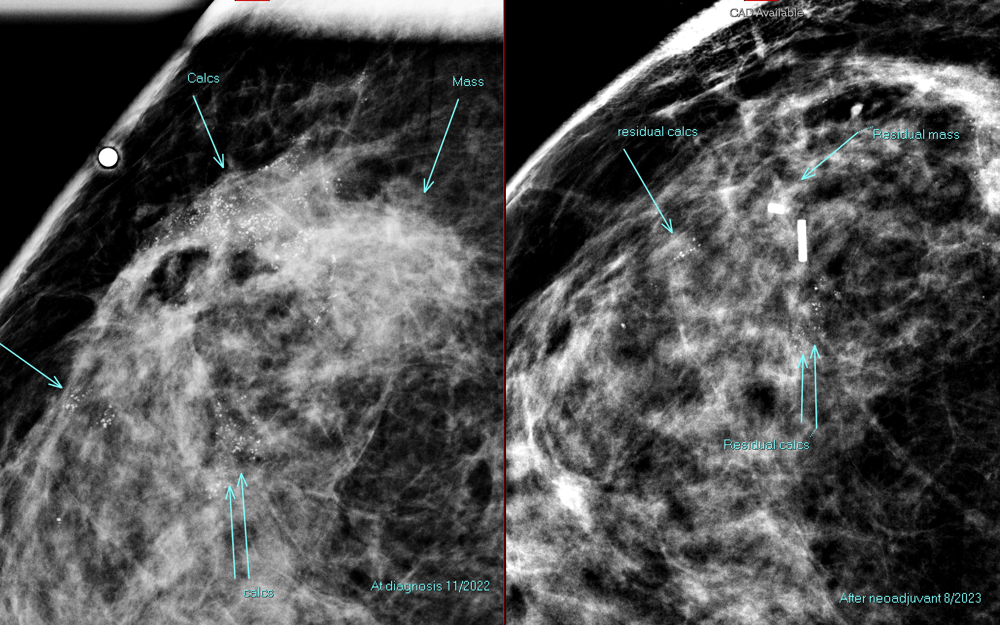 Calcs
Mass
calcs
At diagnosis 11/2022
CAD Available
residual calcs
Residual mass
Residual calcs
After neoadjuvant 8/2023